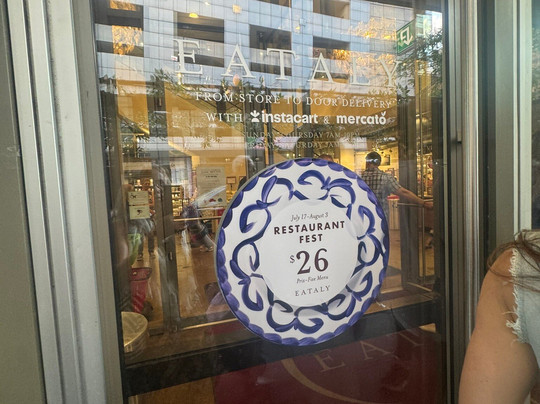 EATALY
FROM STORE TO DOOR DELIVERY
WITH instacart & mercato
July 17 - August 3
RESTAURANT
FEST
$26
Prix-Fixe Menu
EATALY